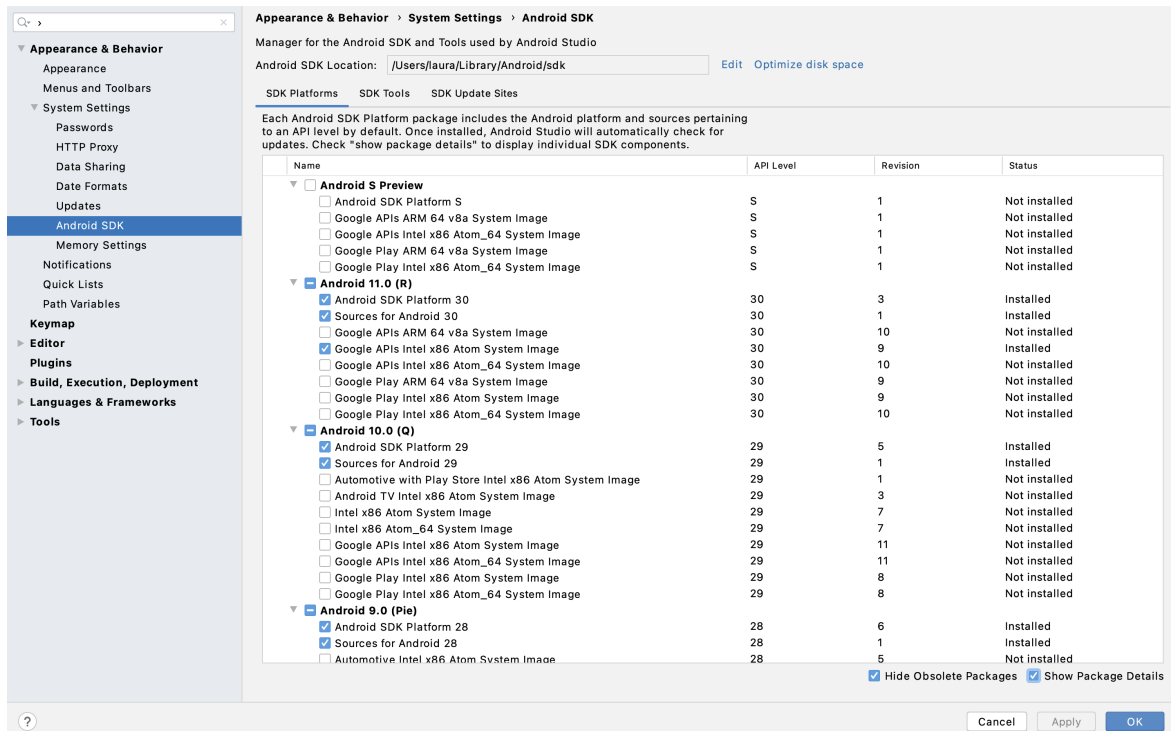 ›
Appearance & Behavior
Appearance
Menus and Toolbars
System Settings
Passwords
HTTP Proxy
Data Sharing
Date Formats
Updates
Android SDK
Memory Settings
Notifications
Quick Lists
Path Variables
Keymap
Editor
Plugins
Build, Execution, Deployment
Languages & Frameworks
Tools
?
Appearance & Behavior › System Settings › Android SDK
Manager for the Android SDK and Tools used by Android Studio
Android SDK Location: /Users/laura/Library/Android/sdk Edit Optimize disk space
SDK Platforms SDK Tools SDK Update Sites
Each Android SDK Platform package includes the Android platform and sources pertaining
to an API level by default. Once installed, Android Studio will automatically check for
updates. Check "show package details" to display individual SDK components.
Name API Level Revision Status
Android S Preview
Android SDK Platform S S 1 Not installed
Google APIs ARM 64 v8a System Image S 1 Not installed
Google APIs Intel x86 Atom_64 System Image S 1 Not installed
Google Play ARM 64 v8a System Image S 1 Not installed
Google Play Intel x86 Atom_64 System Image S 1 Not installed
Android 11.0 (R)
Android SDK Platform 30 30 3 Installed
Sources for Android 30 30 1 Installed
Google APIs ARM 64 v8a System Image 30 10 Not installed
Google APIs Intel x86 Atom System Image 30 9 Installed
Google APIs Intel x86 Atom_64 System Image 30 10 Not installed
Google Play ARM 64 v8a System Image 30 9 Not installed
Google Play Intel x86 Atom System Image 30 9 Not installed
Google Play Intel x86 Atom_64 System Image 30 10 Not installed
Android 10.0 (Q)
Android SDK Platform 29 29 5 Installed
Sources for Android 29 29 1 Installed
Automotive with Play Store Intel x86 Atom System Image 29 1 Not installed
Android TV Intel x86 Atom System Image 29 3 Not installed
Intel x86 Atom System Image 29 7 Not installed
Intel x86 Atom_64 System Image 29 7 Not installed
Google APIs Intel x86 Atom System Image 29 11 Not installed
Google APIs Intel x86 Atom_64 System Image 29 11 Not installed
Google Play Intel x86 Atom System Image 29 8 Not installed
Google Play Intel x86 Atom_64 System Image 29 8 Not installed
Android 9.0 (Pie)
Android SDK Platform 28 28 6 Installed
Sources for Android 28 28 1 Installed
Automotive Intel x86 Atom System Image 28 5 Not installed
Hide Obsolete Packages Show Package Details
Cancel Apply OK